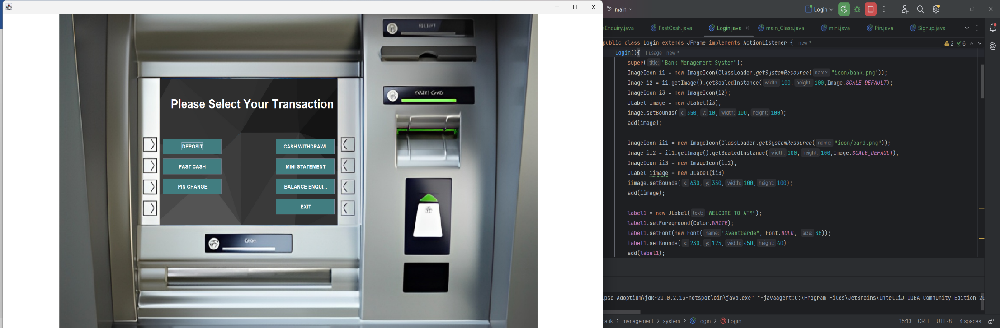 Please Select Your Transaction
DEPOSIT
CASH WITHDRAWL
FAST CASH
MINI STATEMENT
PIN CHANGE
BALANCE ENQUI...
EXIT
main
Login
eEnquiry.java
FastCash.java
Login.java
main_Class.java
mini.java
Pin.java
Signup.java
public class Login extends JFrame implements ActionListener { new *
2 6
Login(){ 1 usage new *
super( title: "Bank Management System");
ImageIcon i1 = new ImageIcon(ClassLoader.getSystemResource( name: "icon/bank.png"));
Image i2 = i1.getImage().getScaledInstance( width: 100, height: 100,Image.SCALE_DEFAULT);
ImageIcon i3 = new ImageIcon(i2);
JLabel image = new JLabel(i3);
image.setBounds( x: 350, y: 10, width: 100, height: 100);
add(image);
ImageIcon ii1 = new ImageIcon(ClassLoader.getSystemResource( name: "icon/card.png"));
Image ii2 = ii1.getImage().getScaledInstance( width: 100, height: 100,Image.SCALE_DEFAULT);
ImageIcon ii3 = new ImageIcon(ii2);
JLabel iimage = new JLabel(ii3);
iimage.setBounds( x: 630, y: 350, width: 100, height: 100);
add(iimage);
label1 = new JLabel( text: "WELCOME TO ATM");
label1.setForeground(Color.WHITE);
label1.setFont(new Font( name: "AvantGarde", Font.BOLD, size: 38));
label1.setBounds( x: 230, y: 125, width: 450, height: 40);
add(label1);
ipse Adoptium\jdk-21.0.2.13-hotspot\bin\java.exe" "-javaagent:C:\Program Files\JetBrains\IntelliJ IDEA Community Edition 20
bank > management > system > Login > Login
15:13 CRLF UTF-8 4 spaces